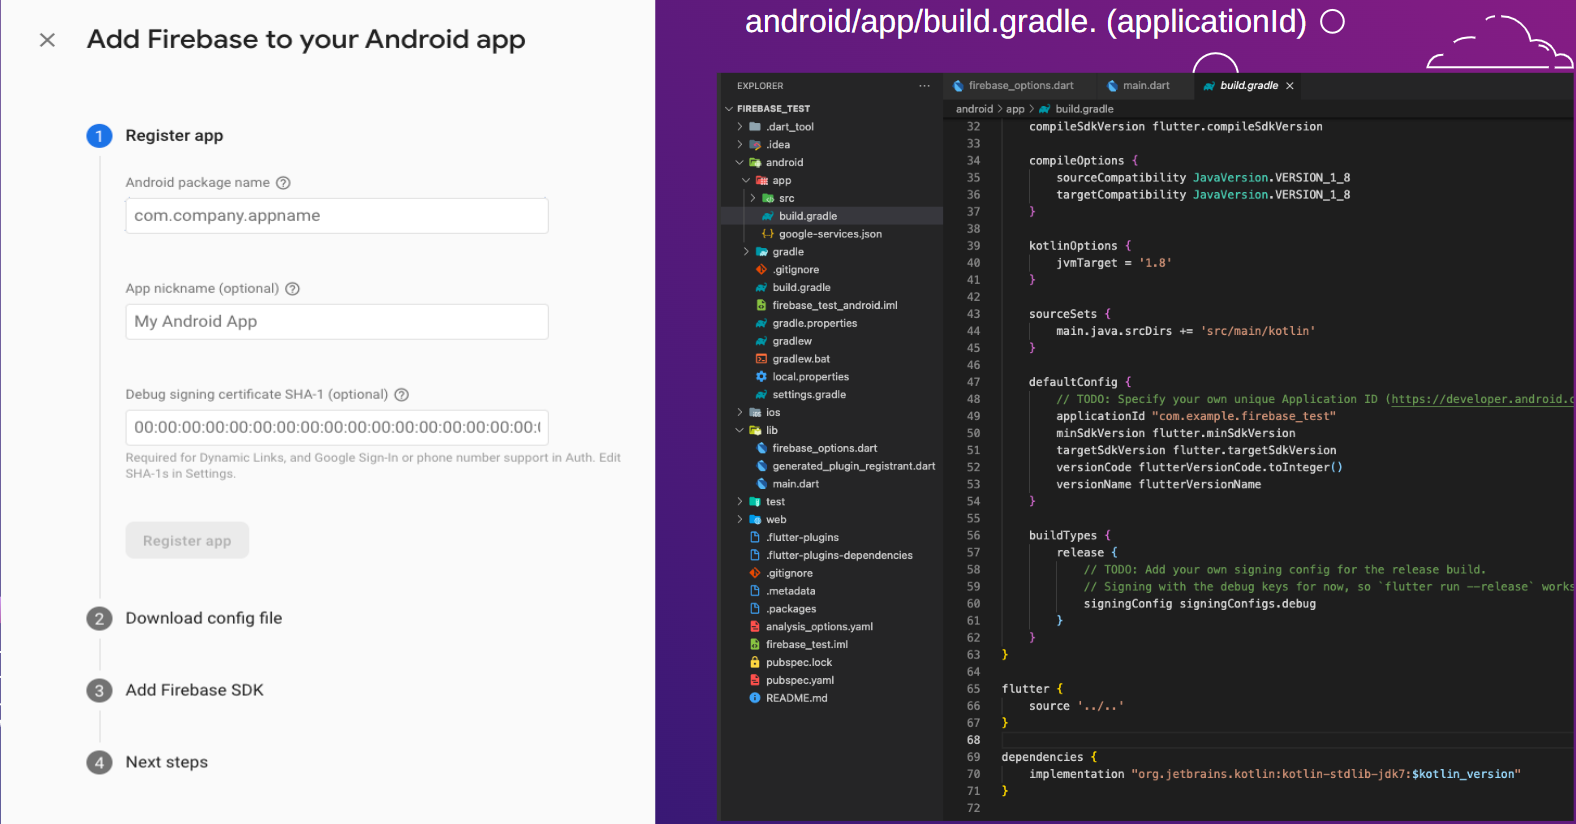 Add Firebase to your Android app
1 Register app
Android package name
com.company.appname
App nickname (optional)
My Android App
Debug signing certificate SHA-1 (optional)
00:00:00:00:00:00:00:00:00:00:00:00:00:00:00:00:00:
Required for Dynamic Links, and Google Sign-In or phone number support in Auth. Edit
SHA-1s in Settings.
Register app
2 Download config file
3 Add Firebase SDK
4 Next steps
android/app/build.gradle. (applicationId)
EXPLORER
FIREBASE_TEST
.dart_tool
.idea
android
app
src
build.gradle
google-services.json
gradle
.gitignore
build.gradle
firebase_test_android.iml
gradle.properties
gradlew
gradlew.bat
local.properties
settings.gradle
ios
lib
firebase_options.dart
generated_plugin_registrant.dart
main.dart
test
web
.flutter-plugins
.flutter-plugins-dependencies
.gitignore
.metadata
.packages
analysis_options.yaml
firebase_test.iml
pubspec.lock
pubspec.yaml
README.md
firebase_options.dart main.dart build.gradle
android > app > build.gradle
32 compileSdkVersion flutter.compileSdkVersion
33
34 compileOptions {
35 sourceCompatibility JavaVersion.VERSION_1_8
36 targetCompatibility JavaVersion.VERSION_1_8
37 }
38
39 kotlinOptions {
40 jvmTarget = '1.8'
41 }
42
43 sourceSets {
44 main.java.srcDirs += 'src/main/kotlin'
45 }
46
47 defaultConfig {
48 // TODO: Specify your own unique Application ID (https://developer.android.c
49 applicationId "com.example.firebase_test"
50 minSdkVersion flutter.minSdkVersion
51 targetSdkVersion flutter.targetSdkVersion
52 versionCode flutterVersionCode.toInteger()
53 versionName flutterVersionName
54 }
55
56 buildTypes {
57 release {
58 // TODO: Add your own signing config for the release build.
59 // Signing with the debug keys for now, so `flutter run --release` works
60 signingConfig signingConfigs.debug
61 }
62 }
63 }
64
65 flutter {
66 source '../..'
67 }
68
69 dependencies {
70 implementation "org.jetbrains.kotlin:kotlin-stdlib-jdk7:$kotlin_version"
71 }
72